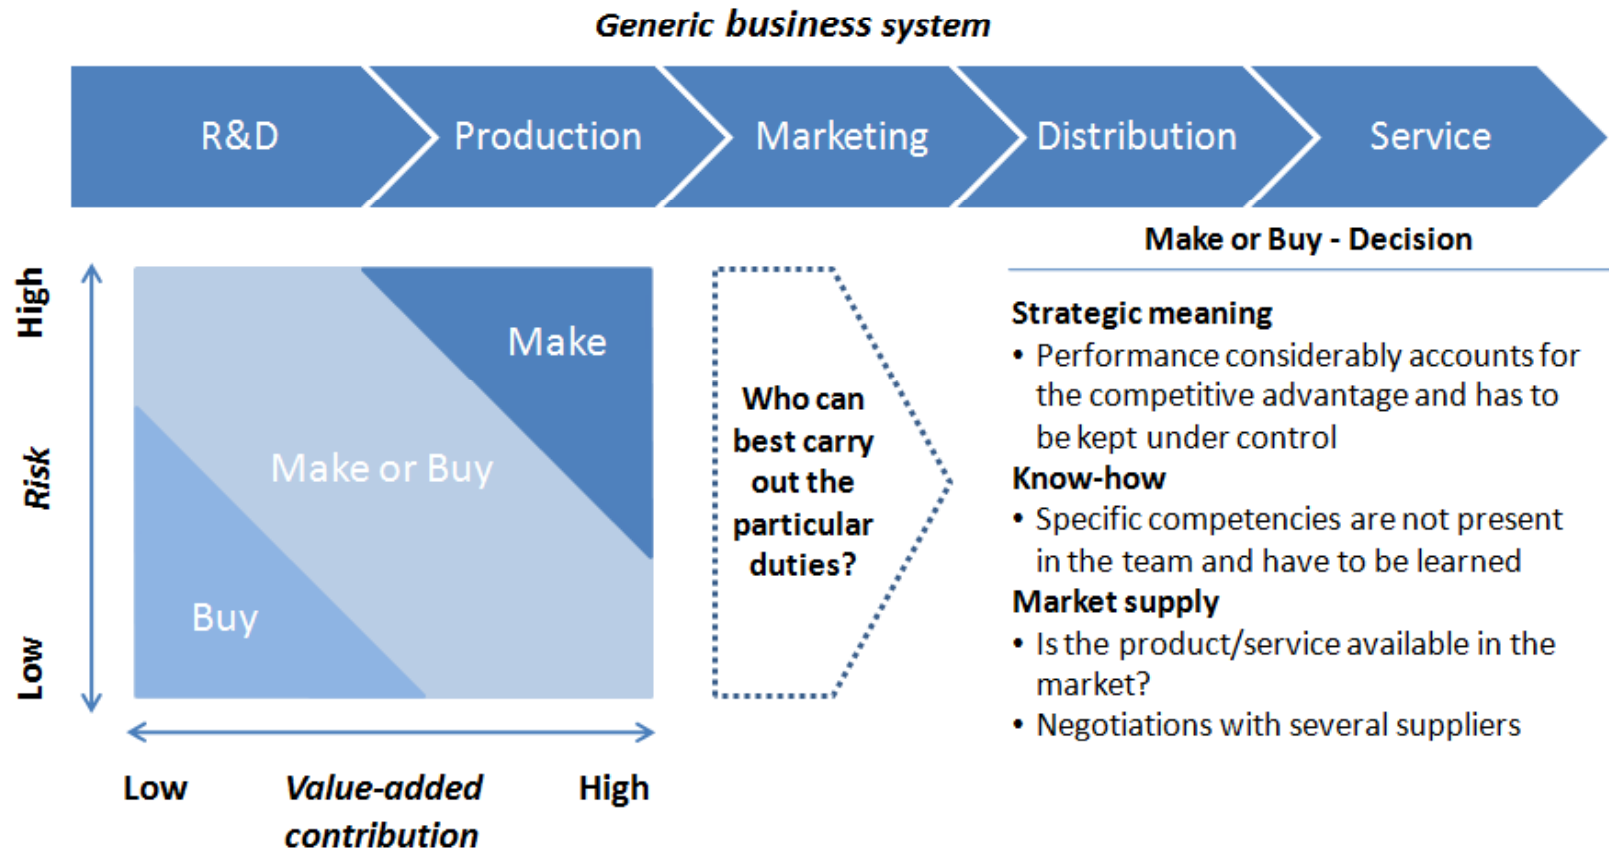 Generic business system
R&D
Production
Marketing
Distribution
Service
High
Risk
Low
Make
Make or Buy
Buy
Low
Value-added
contribution
High
Who can
best carry
out the
particular
duties?
Make or Buy - Decision
Strategic meaning
• Performance considerably accounts for
the competitive advantage and has to
be kept under control
Know-how
• Specific competencies are not present
in the team and have to be learned
Market supply
• Is the product/service available in the
market?
• Negotiations with several suppliers